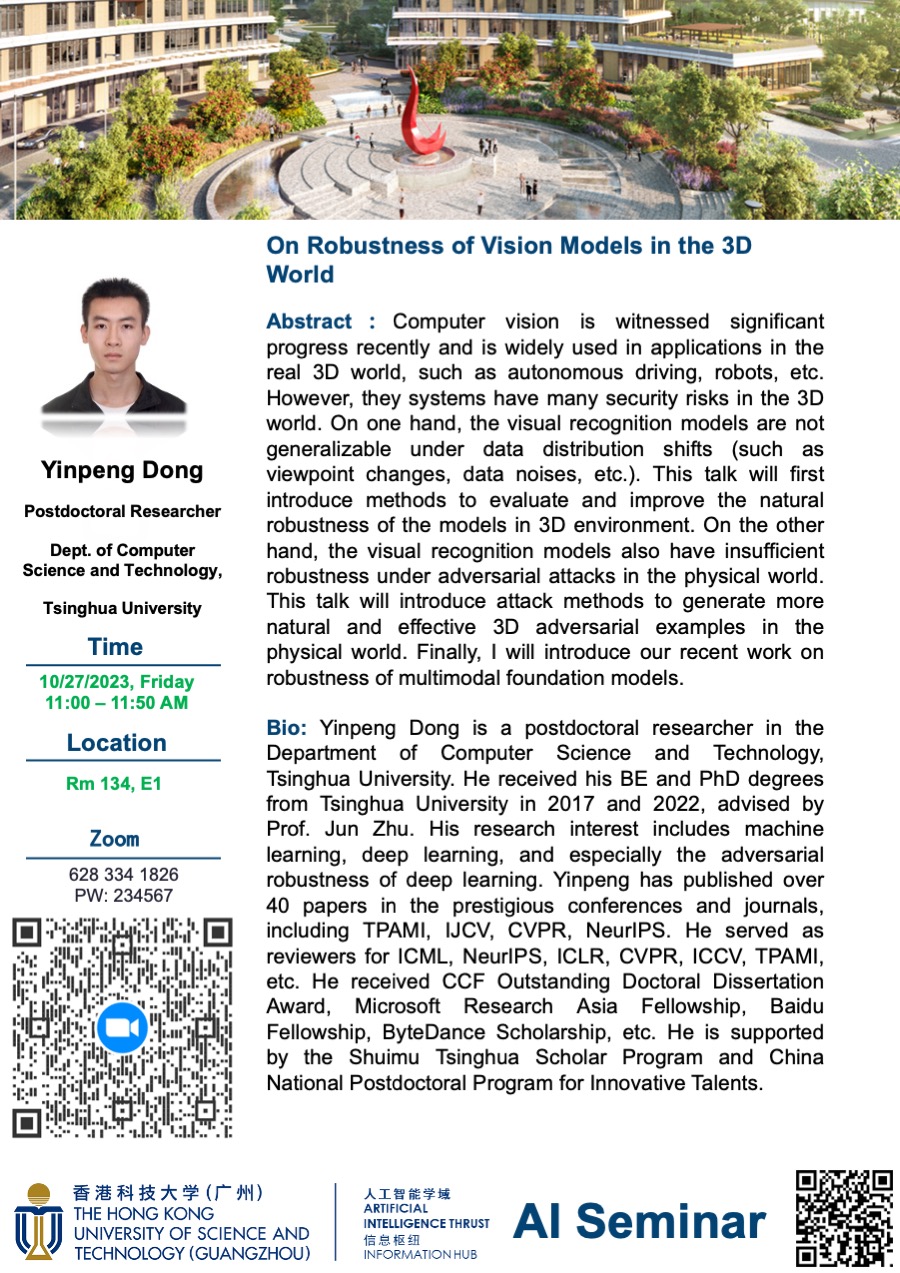 On Robustness of Vision Models in the 3D
World
Abstract : Computer vision is witnessed significant
progress recently and is widely used in applications in the
real 3D world, such as autonomous driving, robots, etc.
However, they systems have many security risks in the 3D
world. On one hand, the visual recognition models are not
generalizable under data distribution shifts (such as
viewpoint changes, data noises, etc.). This talk will first
introduce methods to evaluate and improve the natural
robustness of the models in 3D environment. On the other
hand, the visual recognition models also have insufficient
robustness under adversarial attacks in the physical world.
This talk will introduce attack methods to generate more
natural and effective 3D adversarial examples in the
physical world. Finally, I will introduce our recent work on
robustness of multimodal foundation models.
Bio: Yinpeng Dong is a postdoctoral researcher in the
Department of Computer Science and Technology,
Tsinghua University. He received his BE and PhD degrees
from Tsinghua University in 2017 and 2022, advised by
Prof. Jun Zhu. His research interest includes machine
learning, deep learning, and especially the adversarial
robustness of deep learning. Yinpeng has published over
40 papers in the prestigious conferences and journals,
including TPAMI, IJCV, CVPR, NeurIPS. He served as
reviewers for ICML, NeurIPS, ICLR, CVPR, ICCV, TPAMI,
etc. He received CCF Outstanding Doctoral Dissertation
Award, Microsoft Research Asia Fellowship, Baidu
Fellowship, ByteDance Scholarship, etc. He is supported
by the Shuimu Tsinghua Scholar Program and China
National Postdoctoral Program for Innovative Talents.
Yinpeng Dong
Postdoctoral Researcher
Dept. of Computer
Science and Technology,
Tsinghua University
Time
10/27/2023, Friday
11:00 – 11:50 AM
Location
Rm 134, E1
Zoom
628 334 1826
PW: 234567
香港科技大学(广州)
THE HONG KONG
UNIVERSITY OF SCIENCE AND
TECHNOLOGY (GUANGZHOU)
人工智能学域
ARTIFICIAL
INTELLIGENCE THRUST
信息枢纽
INFORMATION HUB
AI Seminar